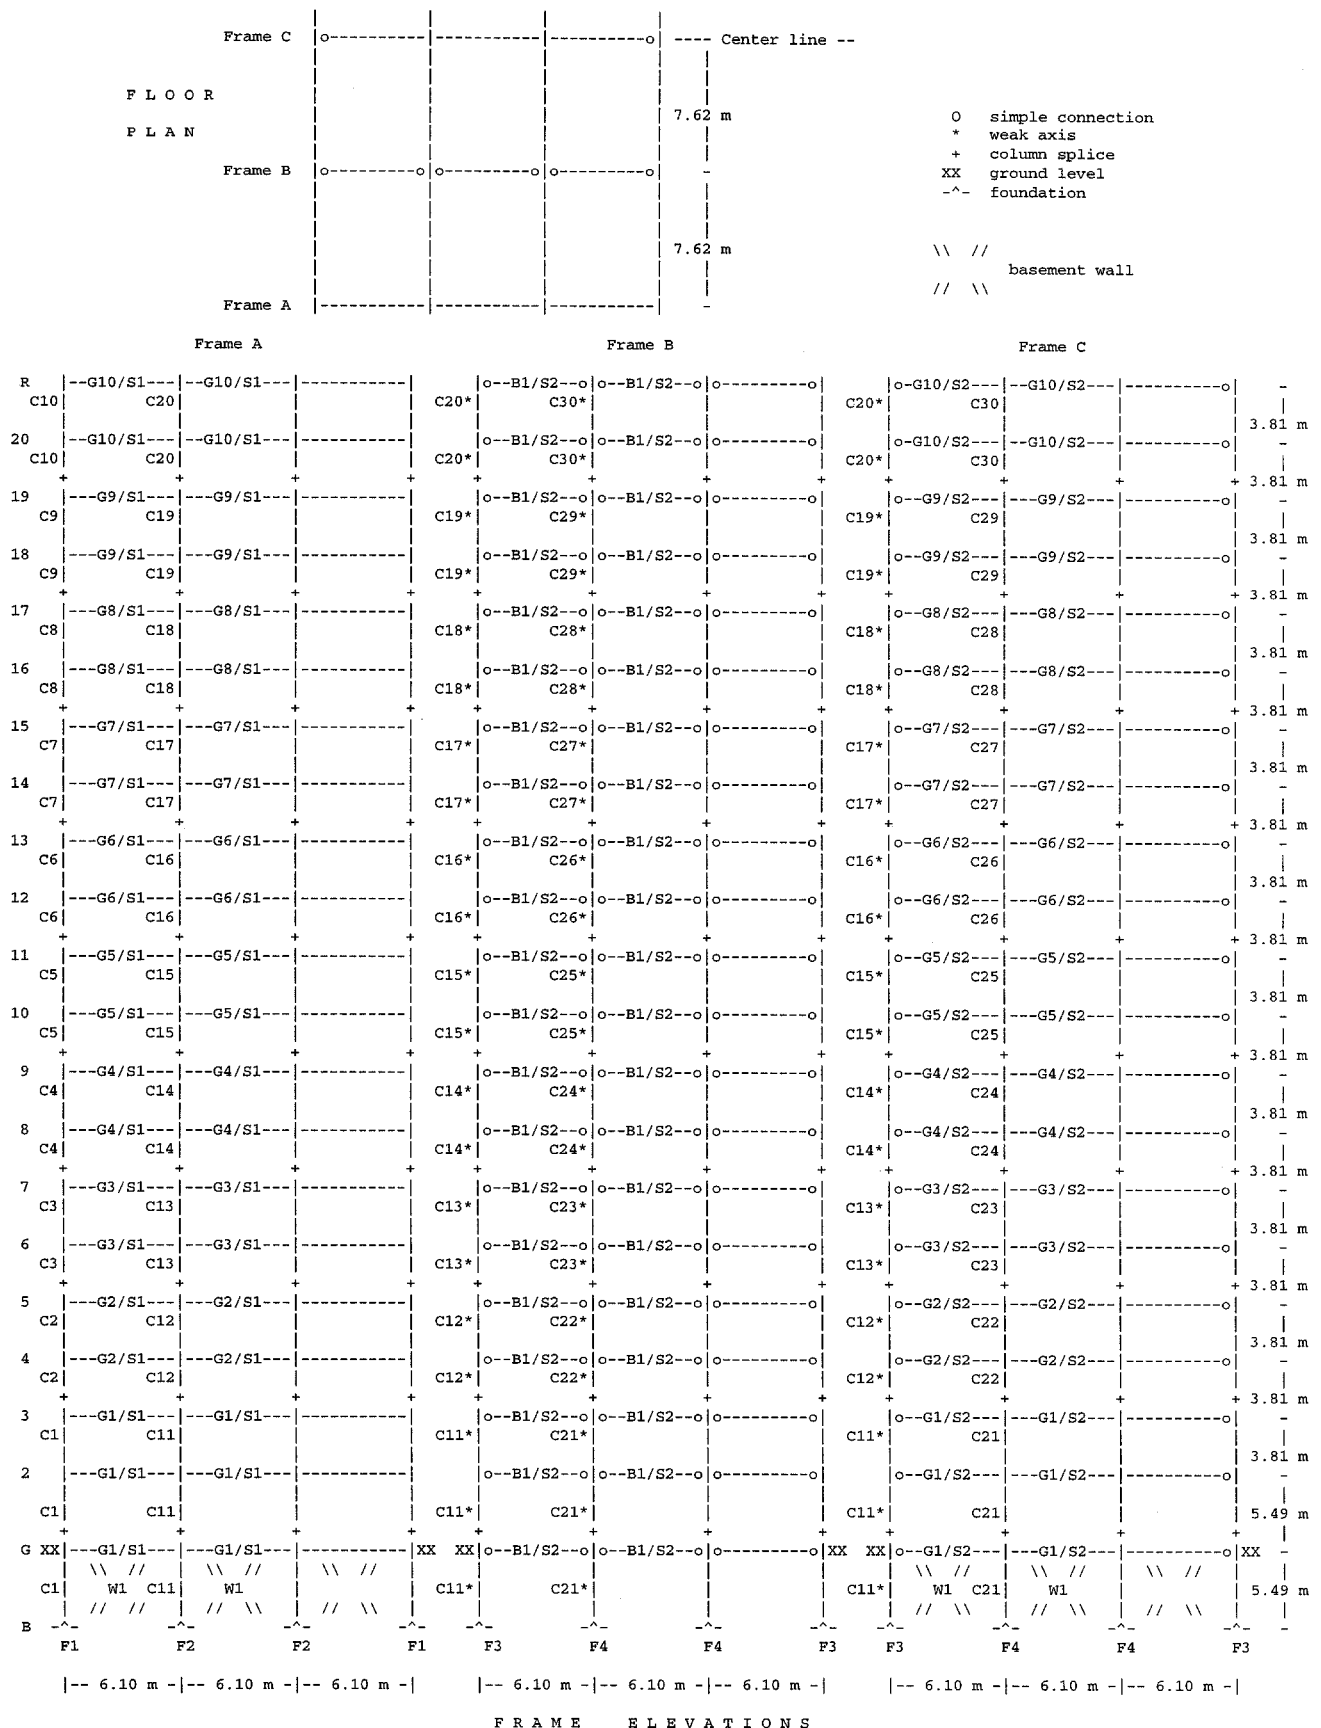 Frame C |o----------|-----------|----------o| ---- Center line --
F L O O R
7.62 m
P L A N
O simple connection
* weak axis
+ column splice
Frame B |o--------o|o--------o|o--------o| -
XX ground level
-^- foundation
7.62 m
\\ //
basement wall
// \\
Frame A |----------|-----------|----------| -
Frame A Frame B Frame C
R |--G10/S1---|--G10/S1---|-----------| |o--B1/S2--o|o--B1/S2--o|o---------o| |o-G10/S2---|--G10/S2---|----------o| -
C10| C20| C20*| C30*| C20*| C30|
3.81 m
20 |--G10/S1---|--G10/S1---|-----------| |o--B1/S2--o|o--B1/S2--o|o---------o| |o-G10/S2---|--G10/S2---|----------o| -
C10| C20| C20*| C30*| C20*| C30|
+ + + + + + + + + + + + 3.81 m
19 |---G9/S1---|---G9/S1---|-----------| |o--B1/S2--o|o--B1/S2--o|o---------o| |o--G9/S2---|---G9/S2---|----------o| -
C9| C19| C19*| C29*| C19*| C29|
3.81 m
18 |---G9/S1---|---G9/S1---|-----------| |o--B1/S2--o|o--B1/S2--o|o---------o| |o--G9/S2---|---G9/S2---|----------o| -
C9| C19| C19*| C29*| C19*| C29|
+ + + + + + + + + + + + 3.81 m
17 |---G8/S1---|---G8/S1---|-----------| |o--B1/S2--o|o--B1/S2--o|o---------o| |o--G8/S2---|---G8/S2---|----------o| -
C8| C18| C18*| C28*| C18*| C28|
3.81 m
16 |---G8/S1---|---G8/S1---|-----------| |o--B1/S2--o|o--B1/S2--o|o---------o| |o--G8/S2---|---G8/S2---|----------o| -
C8| C18| C18*| C28*| C18*| C28|
+ + + + + + + + + + + + 3.81 m
15 |---G7/S1---|---G7/S1---|-----------| |o--B1/S2--o|o--B1/S2--o|o---------o| |o--G7/S2---|---G7/S2---|----------o| -
C7| C17| C17*| C27*| C17*| C27|
3.81 m
14 |---G7/S1---|---G7/S1---|-----------| |o--B1/S2--o|o--B1/S2--o|o---------o| |o--G7/S2---|---G7/S2---|----------o| -
C7| C17| C17*| C27*| C17*| C27|
+ + + + + + + + + + + + 3.81 m
13 |---G6/S1---|---G6/S1---|-----------| |o--B1/S2--o|o--B1/S2--o|o---------o| |o--G6/S2---|---G6/S2---|----------o| -
C6| C16| C16*| C26*| C16*| C26|
3.81 m
12 |---G6/S1---|---G6/S1---|-----------| |o--B1/S2--o|o--B1/S2--o|o---------o| |o--G6/S2---|---G6/S2---|----------o| -
C6| C16| C16*| C26*| C16*| C26|
+ + + + + + + + + + + + 3.81 m
11 |---G5/S1---|---G5/S1---|-----------| |o--B1/S2--o|o--B1/S2--o|o---------o| |o--G5/S2---|---G5/S2---|----------o| -
C5| C15| C15*| C25*| C15*| C25|
3.81 m
10 |---G5/S1---|---G5/S1---|-----------| |o--B1/S2--o|o--B1/S2--o|o---------o| |o--G5/S2---|---G5/S2---|----------o| -
C5| C15| C15*| C25*| C15*| C25|
+ + + + + + + + + + + + 3.81 m
9 |---G4/S1---|---G4/S1---|-----------| |o--B1/S2--o|o--B1/S2--o|o---------o| |o--G4/S2---|---G4/S2---|----------o| -
C4| C14| C14*| C24*| C14*| C24|
3.81 m
8 |---G4/S1---|---G4/S1---|-----------| |o--B1/S2--o|o--B1/S2--o|o---------o| |o--G4/S2---|---G4/S2---|----------o| -
C4| C14| C14*| C24*| C14*| C24|
+ + + + + + + + + + + + 3.81 m
7 |---G3/S1---|---G3/S1---|-----------| |o--B1/S2--o|o--B1/S2--o|o---------o| |o--G3/S2---|---G3/S2---|----------o| -
C3| C13| C13*| C23*| C13*| C23|
3.81 m
6 |---G3/S1---|---G3/S1---|-----------| |o--B1/S2--o|o--B1/S2--o|o---------o| |o--G3/S2---|---G3/S2---|----------o| -
C3| C13| C13*| C23*| C13*| C23|
+ + + + + + + + + + + + 3.81 m
5 |---G2/S1---|---G2/S1---|-----------| |o--B1/S2--o|o--B1/S2--o|o---------o| |o--G2/S2---|---G2/S2---|----------o| -
C2| C12| C12*| C22*| C12*| C22|
3.81 m
4 |---G2/S1---|---G2/S1---|-----------| |o--B1/S2--o|o--B1/S2--o|o---------o| |o--G2/S2---|---G2/S2---|----------o| -
C2| C12| C12*| C22*| C12*| C22|
+ + + + + + + + + + + + 3.81 m
3 |---G1/S1---|---G1/S1---|-----------| |o--B1/S2--o|o--B1/S2--o|o---------o| |o--G1/S2---|---G1/S2---|----------o| -
C1| C11| C11*| C21*| C11*| C21|
3.81 m
2 |---G1/S1---|---G1/S1---|-----------| |o--B1/S2--o|o--B1/S2--o|o---------o| |o--G1/S2---|---G1/S2---|----------o| -
C1| C11| C11*| C21*| C11*| C21| 5.49 m
+ + + + + + + + + + + +
G XX|---G1/S1---|---G1/S1---|-----------|XX XX|o--B1/S2--o|o--B1/S2--o|o---------o|XX XX|o--G1/S2---|---G1/S2---|----------o|XX -
\\ // \\ // \\ // \\ // \\ // \\ //
C1| W1 C11| W1 C11*| C21*| C11*| W1 C21| W1 5.49 m
// // // \\ // \\ // \\ // \\ // \\
B -^- -^- -^- -^- -^- -^- -^- -^- -^- -^- -^- -^- -
F1 F2 F2 F1 F3 F4 F4 F3 F3 F4 F4 F3
|-- 6.10 m -|-- 6.10 m -|-- 6.10 m -| |-- 6.10 m -|-- 6.10 m -|-- 6.10 m -| |-- 6.10 m -|-- 6.10 m -|-- 6.10 m -|
F R A M E E L E V A T I O N S